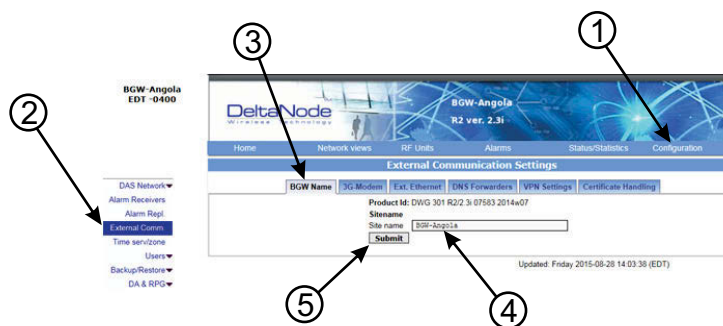 3
1
BGW-Angola
EDT -0400
2
DeltaNode
Wireless Technology
BGW-Angola
R2 ver. 2.3i
Home Network views RF Units Alarms Status/Statistics Configuration
External Communication Settings
BGW Name 3G-Modem Ext. Ethernet DNS Forwarders VPN Settings Certificate Handling
DAS Network
Alarm Receivers
Alarm Repl.
External Comm.
Time serv/zone
Users
Backup/Restore
DA & RPG
Product Id: DWG 301 R2/2.3i 07583 2014w07
Sitename
Site name BGW-Angola
Submit
Updated: Friday 2015-08-28 14:03:38 (EDT)
5
4